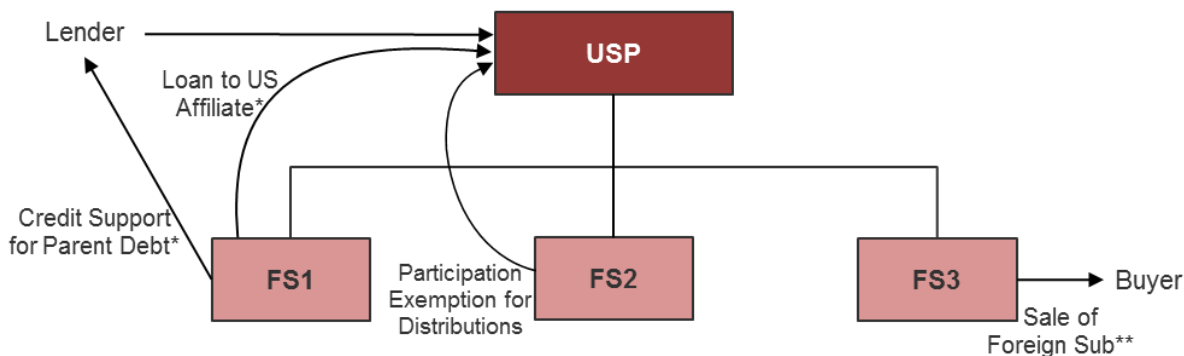 Lender
USP
Loan to US
Affiliate*
Credit Support
for Parent Debt*
FS1
Participation
Exemption for
Distributions
FS2
FS3
Buyer
Sale of
Foreign Sub**